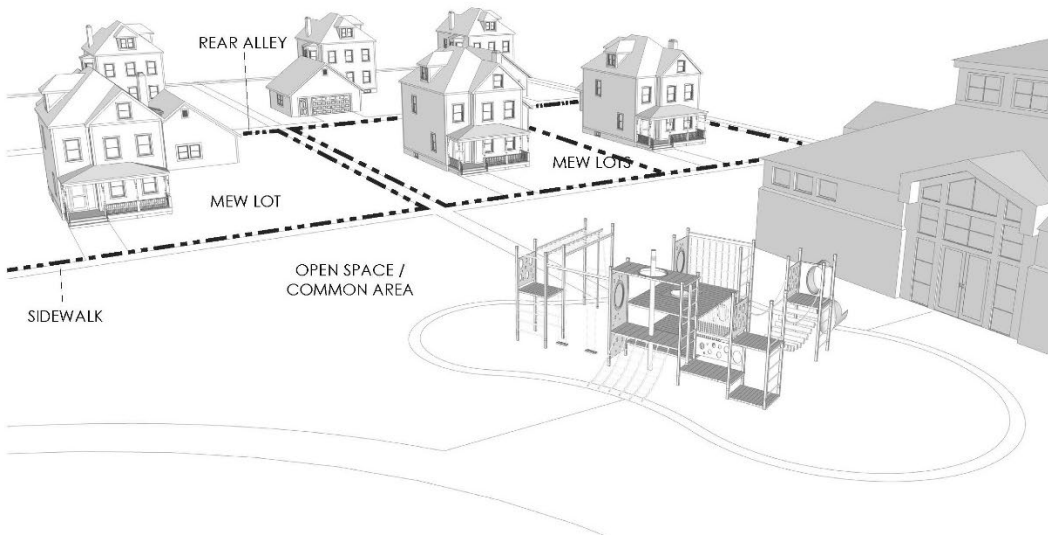 REAR ALLEY
MEW LOTS
MEW LOT
OPEN SPACE /
COMMON AREA
SIDEWALK